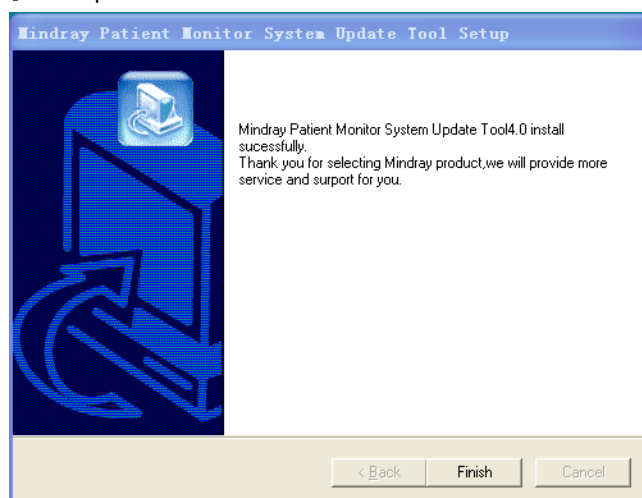 Mindray Patient Monitor System Update Tool Setup
Mindray Patient Monitor System Update Tool4.0 install
sucessfully.
Thank you for selecting Mindray product,we will provide more
service and surport for you.
< Back
Finish
Cancel